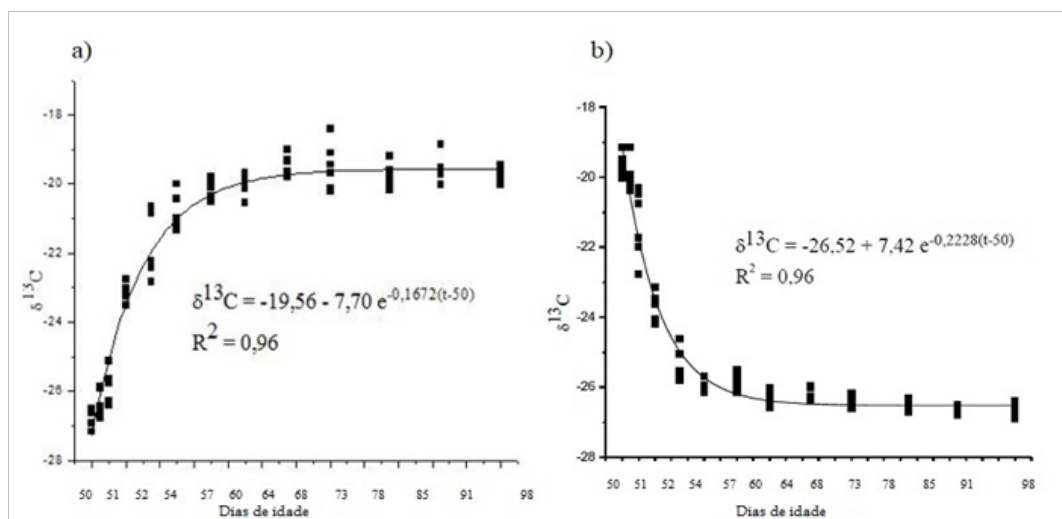 a)
-18
-20
-22
-24
-26
-28
δ ¹³C
δ¹³C = -19,56 - 7,70 e⁻⁰,¹⁶⁷²⁽ᵗ⁻⁵⁰⁾
R² = 0,96
50 51 52 54 57 60 64 68 73 78 85 91 98
Dias de idade
b)
-18
-20
-22
-24
-26
-28
δ¹³C
δ¹³C = -26,52 + 7,42 e⁻⁰,²²²⁸⁽ᵗ⁻⁵⁰⁾
R² = 0,96
50 51 52 54 57 60 64 68 73 78 85 91 98
Dias de idade